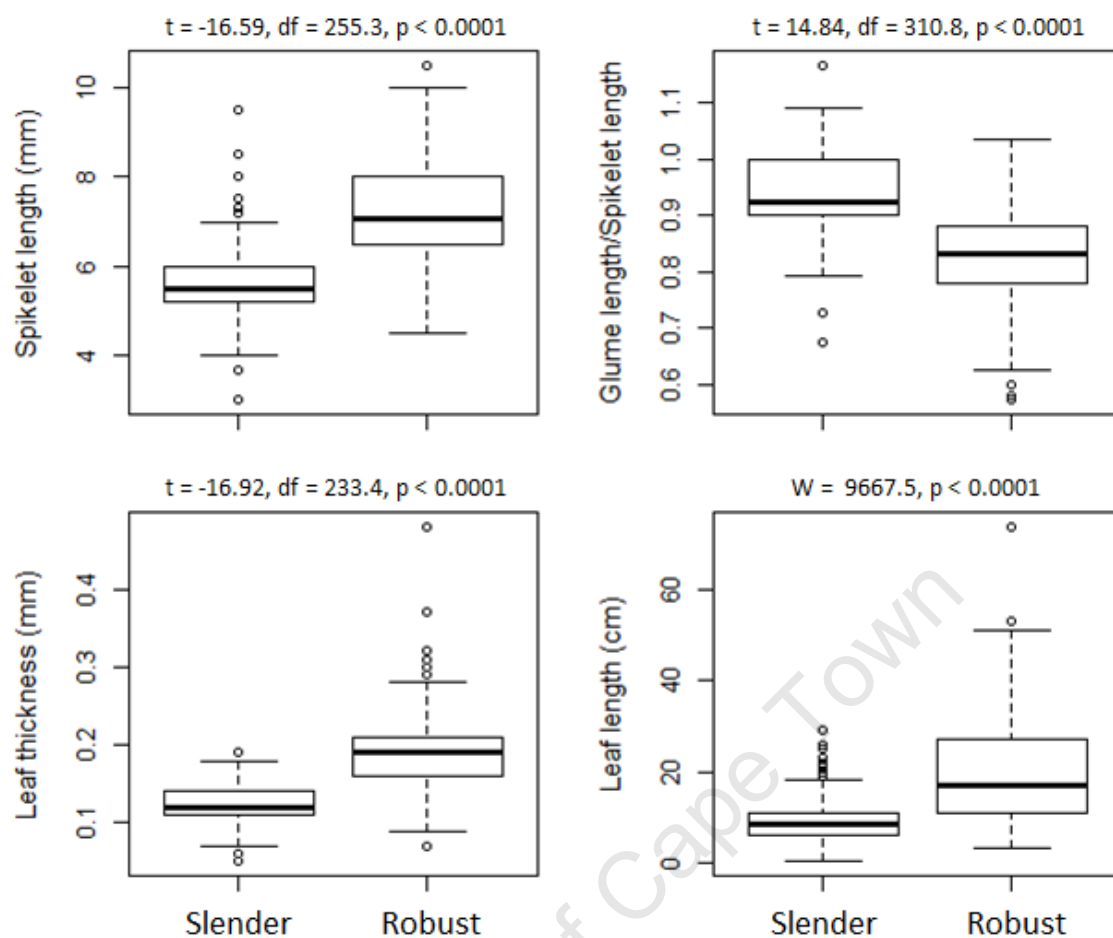 t = -16.59, df = 255.3, p < 0.0001
t = 14.84, df = 310.8, p < 0.0001
Spikelet length (mm)
10
8
6
4
Glume length/Spikelet length
1.1
1.0
0.9
0.8
0.7
0.6
t = -16.92, df = 233.4, p < 0.0001
W = 9667.5, p < 0.0001
Leaf thickness (mm)
0.4
0.3
0.2
0.1
Leaf length (cm)
60
40
20
0
Slender
Robust
Slender
Robust
of Cape Town